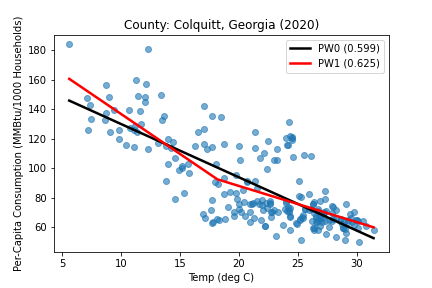 County: Colquitt, Georgia (2020)
Per-Capita Consumption (MMBtu/1000 Households)
180
160
140
120
100
80
60
PW0 (0.599)
PW1 (0.625)
5 10 15 20 25 30
Temp (deg C)